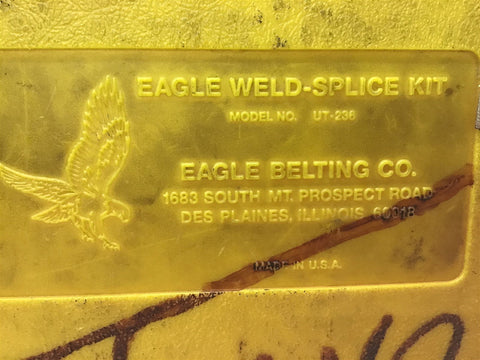 EAGLE WELD-SPLICE KIT
MODEL NO. UT-236
EAGLE BELTING CO.
1683 SOUTH MT. PROSPECT ROAD
DES PLAINES, ILLINOIS 60018
MADE IN U.S.A.